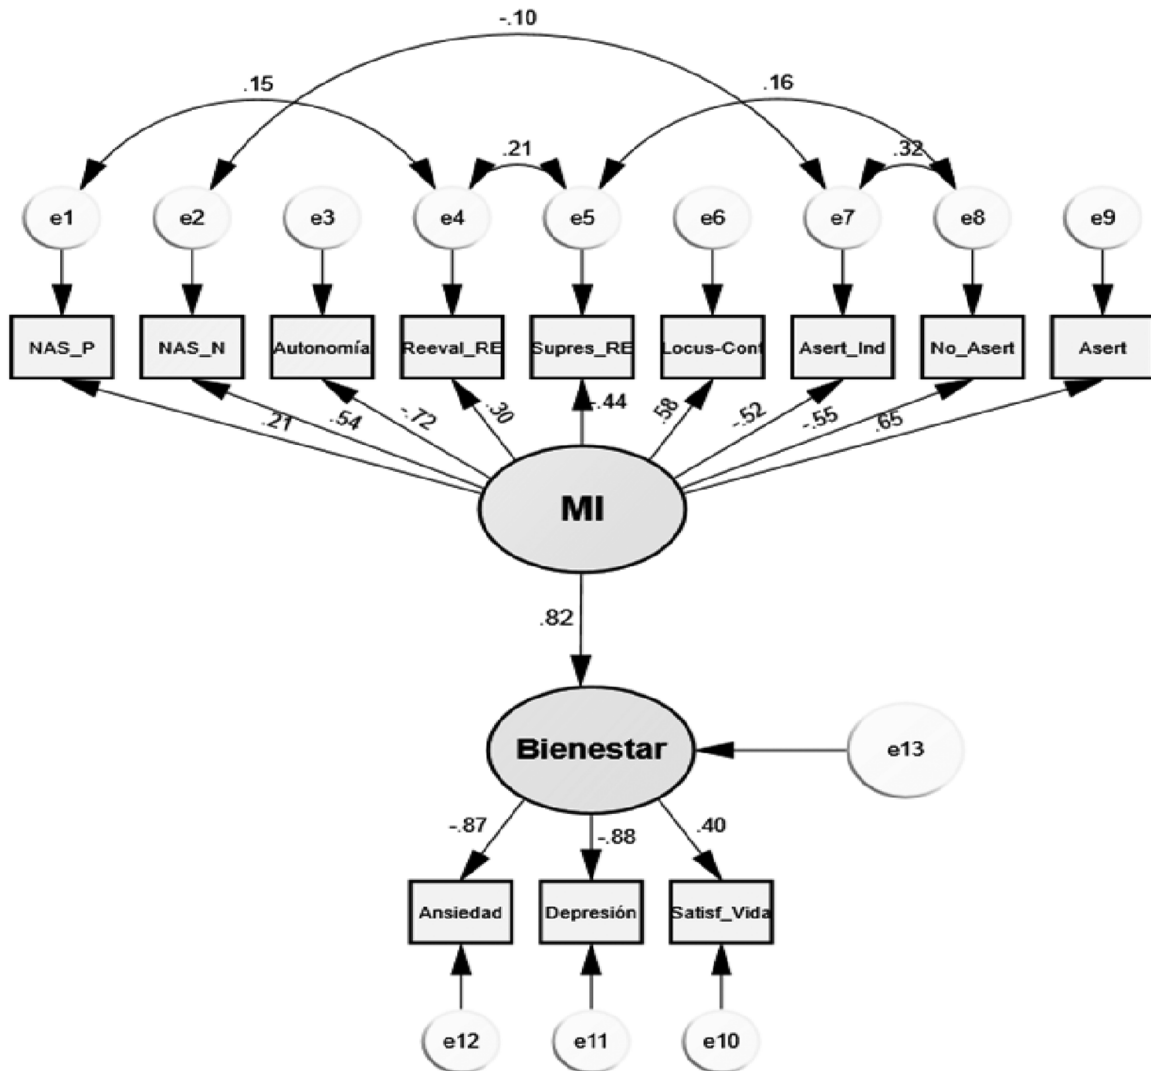 -.10
.15
.16
.21
.32
e1
e2
e3
e4
e5
e6
e7
e8
e9
NAS_P
NAS_N
Autonomía
Reeval_RE
Supres_RE
Locus-Cont
Asert_Ind
No_Asert
Asert
.21
.54
-.72
.30
-.44
.58
-.52
-.55
.65
MI
.82
Bienestar
e13
-.87
-.88
.40
Ansiedad
Depresión
Satisf_Vida
e12
e11
e10